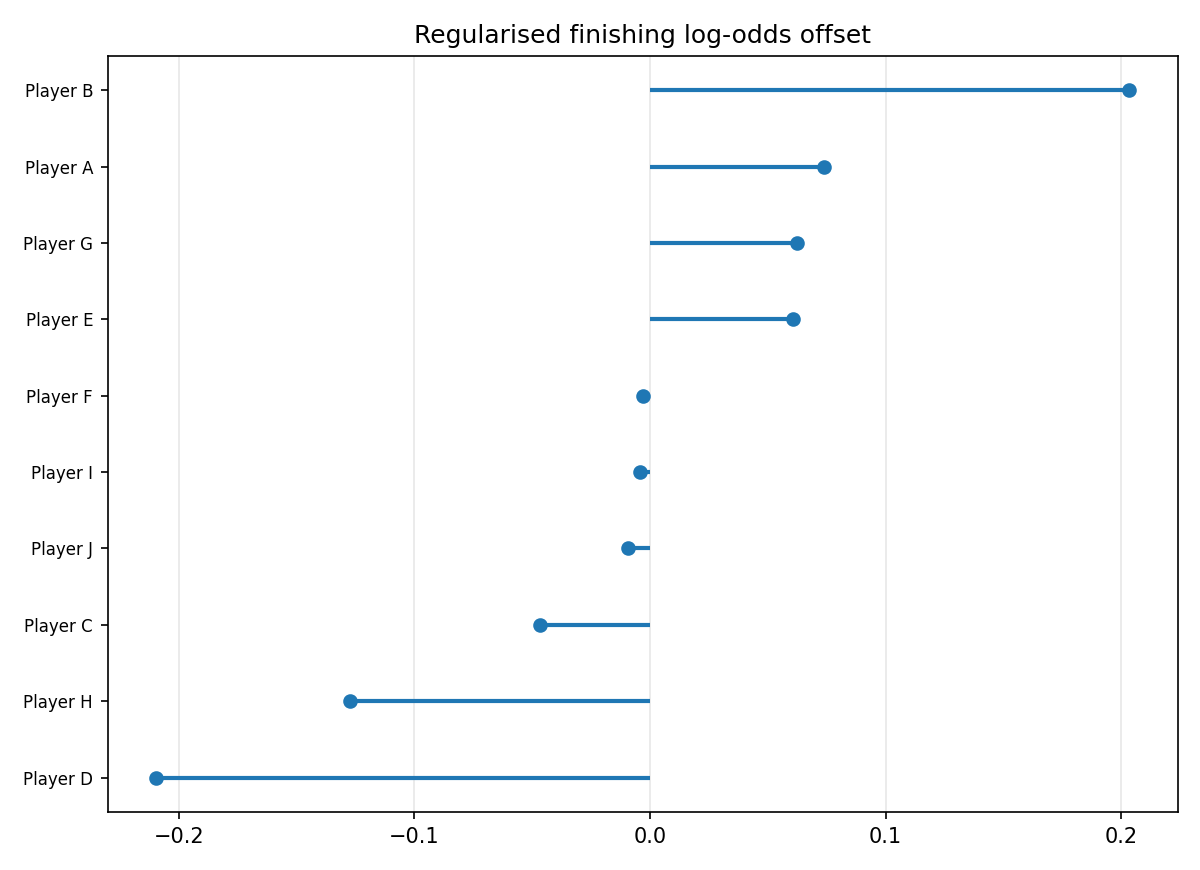 Regularised finishing log-odds offset
Player B
Player A
Player G
Player E
Player F
Player I
Player J
Player C
Player H
Player D
−0.2 −0.1 0.0 0.1 0.2